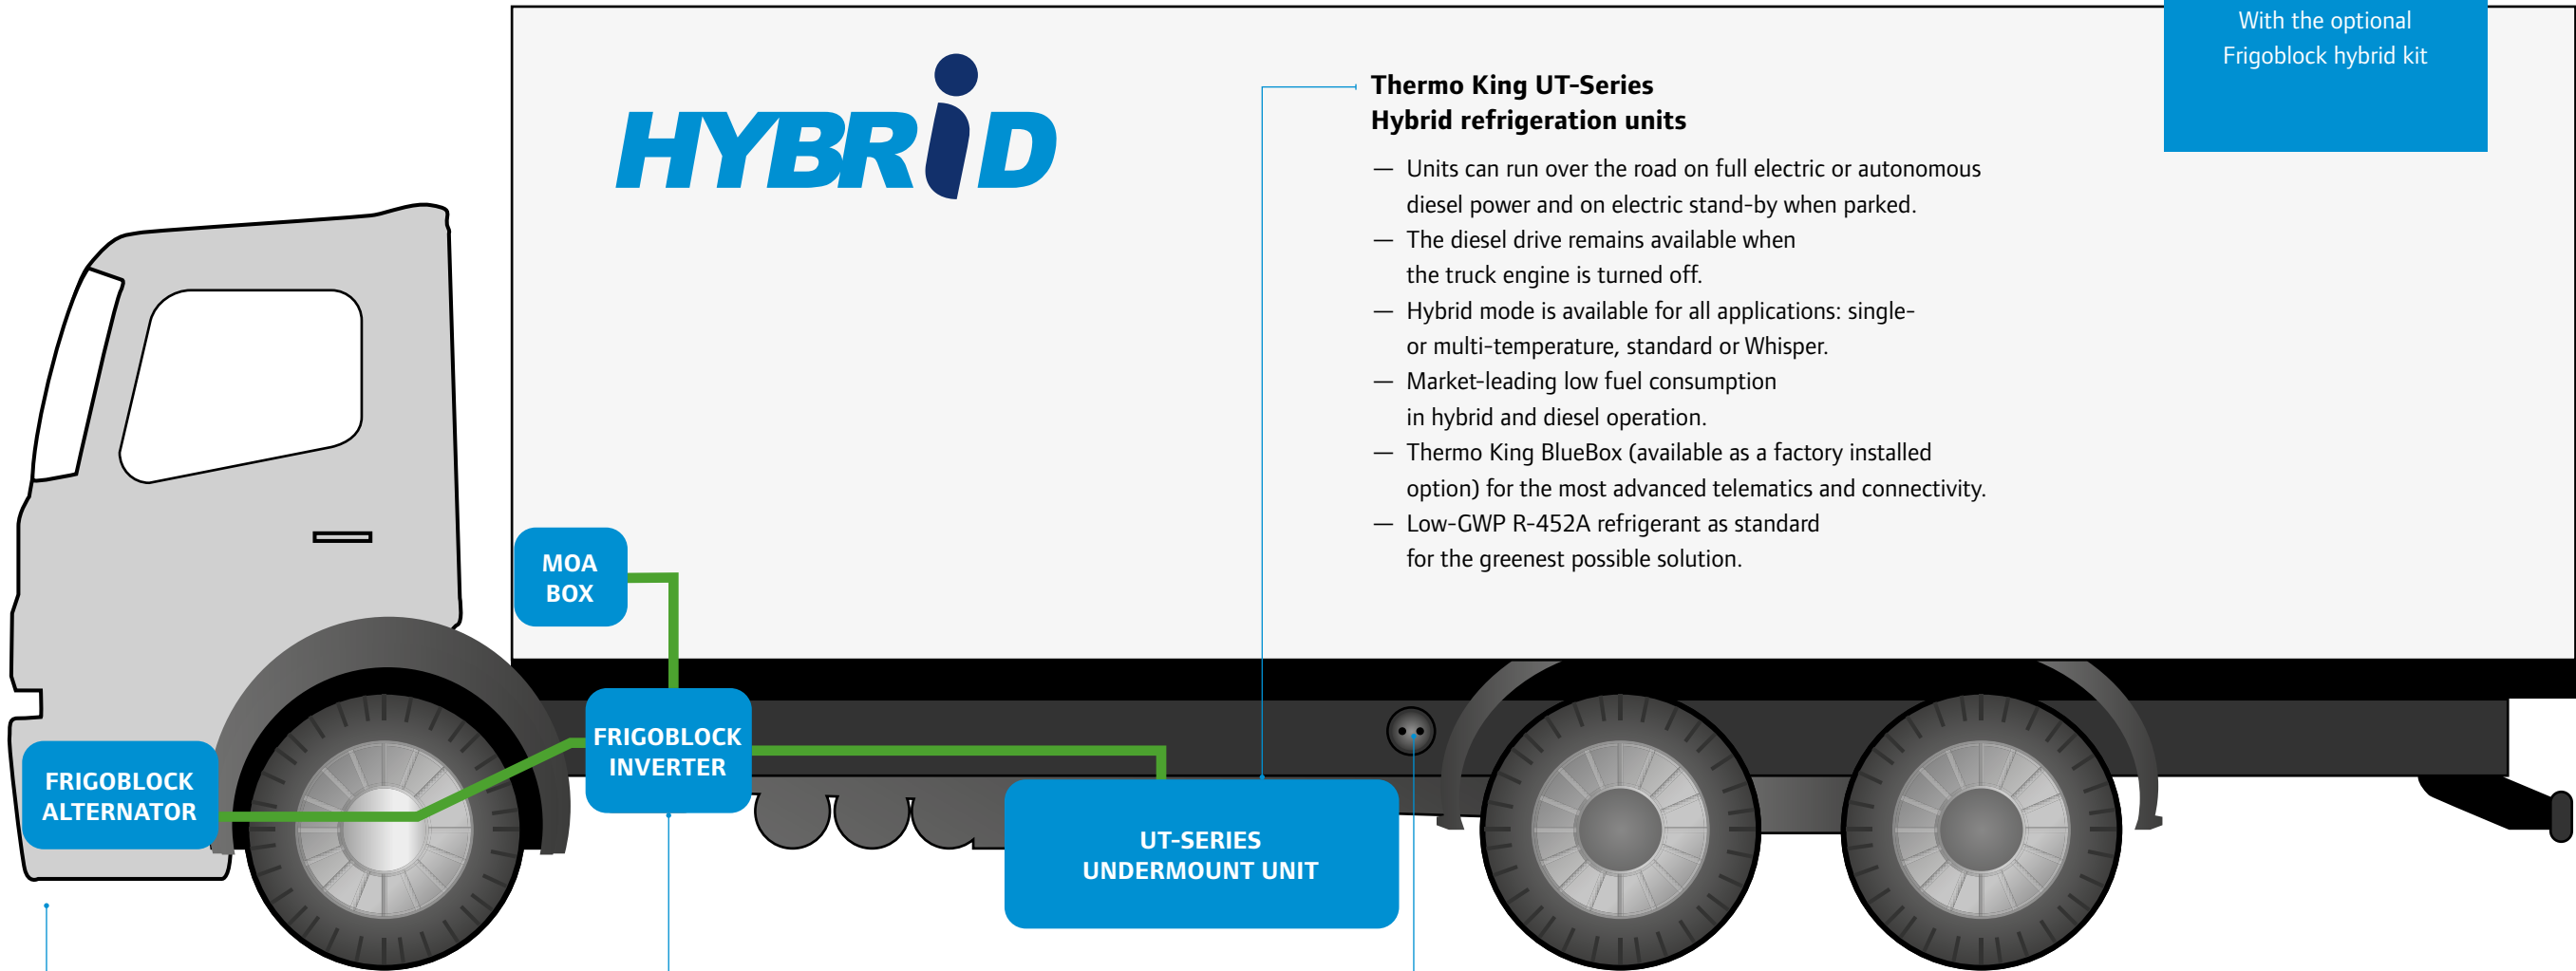 With the optional
Frigoblock hybrid kit
HYBRiD
Thermo King UT-Series
Hybrid refrigeration units
— Units can run over the road on full electric or autonomous
diesel power and on electric stand-by when parked.
— The diesel drive remains available when
the truck engine is turned off.
— Hybrid mode is available for all applications: single-
or multi-temperature, standard or Whisper.
— Market-leading low fuel consumption
in hybrid and diesel operation.
— Thermo King BlueBox (available as a factory installed
option) for the most advanced telematics and connectivity.
— Low-GWP R-452A refrigerant as standard
for the greenest possible solution.
MOA
BOX
FRIGOBLOCK
INVERTER
FRIGOBLOCK
ALTERNATOR
UT-SERIES
UNDERMOUNT UNIT